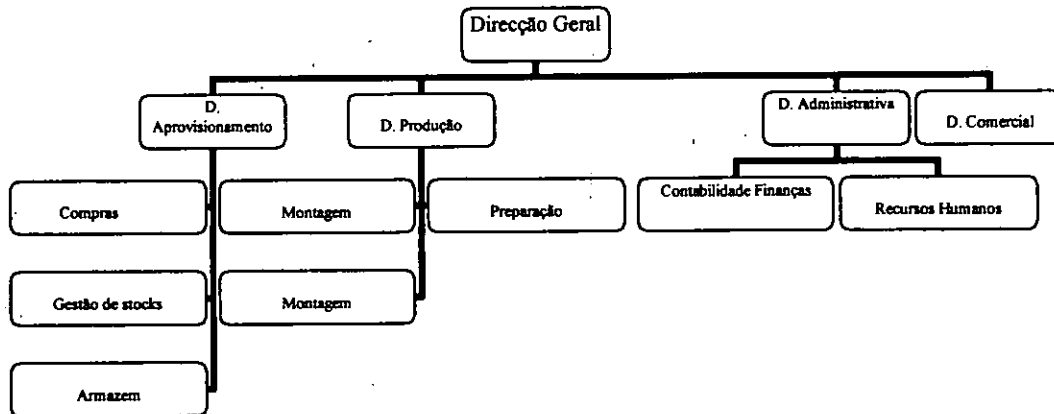 Direcção Geral
D.
Aprovisionamento
D. Produção
D. Administrativa
D. Comercial
Compras
Montagem
Preparação
Contabilidade Finanças
Recursos Humanos
Gestão de stocks
Montagem
Armazem